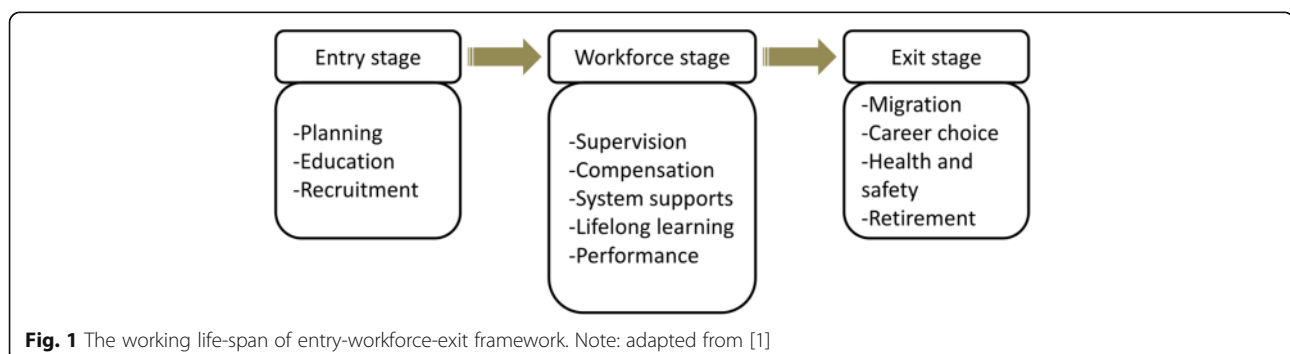 Entry stage
Workforce stage
Exit stage
-Planning
-Education
-Recruitment
-Supervision
-Compensation
-System supports
-Lifelong learning
-Performance
-Migration
-Career choice
-Health and
safety
-Retirement
Fig. 1 The working life-span of entry-workforce-exit framework. Note: adapted from [1]